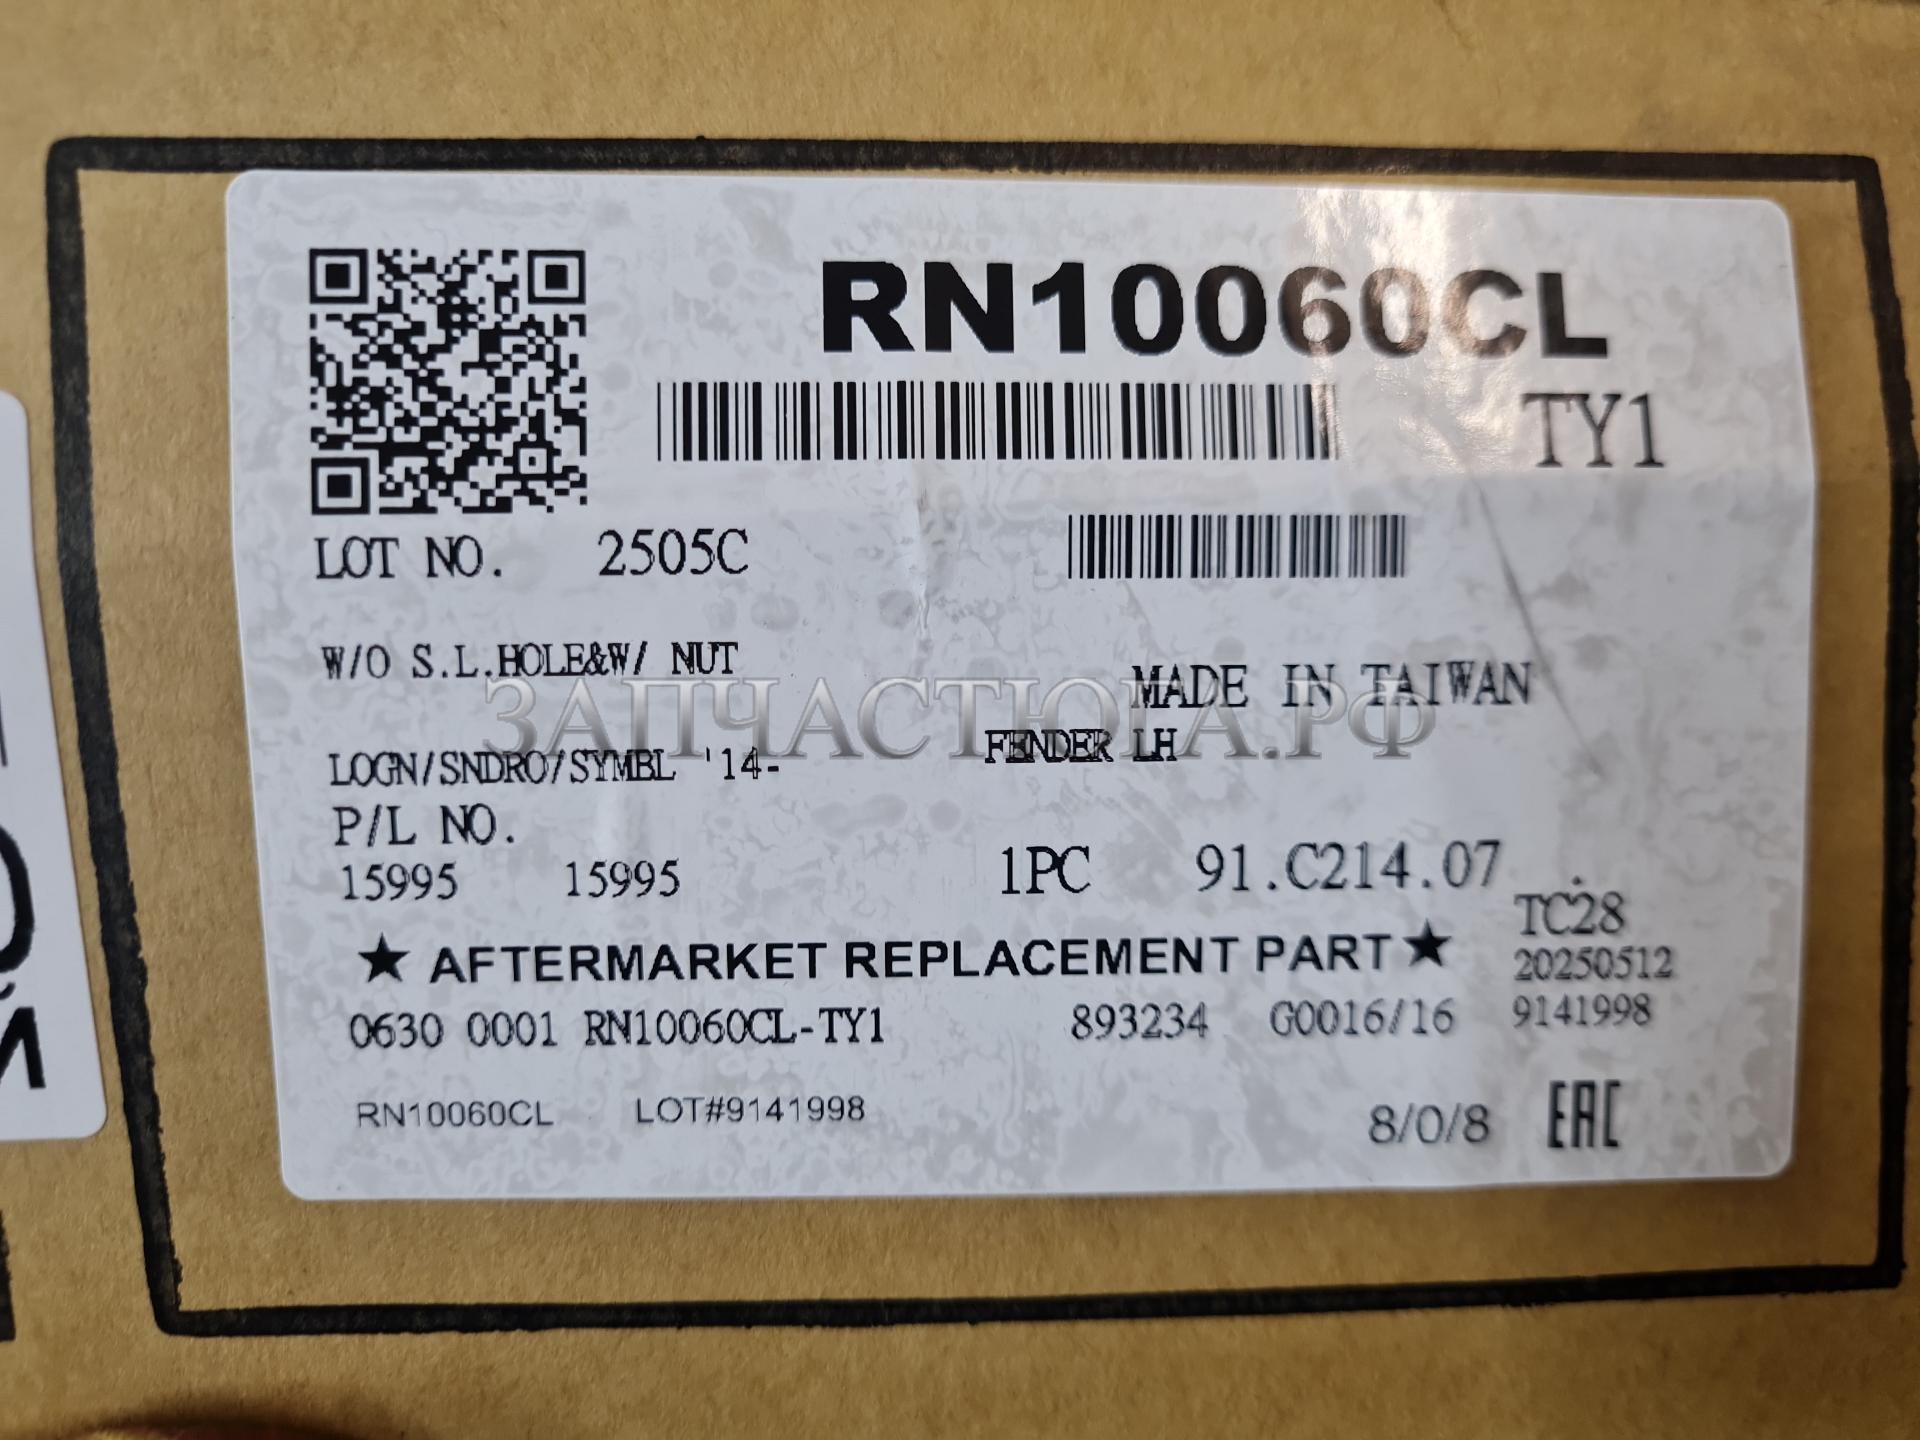 RN10060CL
TY1
LOT NO. 2505C
W/O S.L.HOLE&W/ NUT
MADE IN TAIWAN
ЗАПЧАСТЮГА.РФ
LOGN/SNDRO/SYMBL '14-
FENDER LH
P/L NO.
15995 15995
1PC 91.C214.07
TC28
★ AFTERMARKET REPLACEMENT PART ★
20250512
0630 0001 RN10060CL-TY1 893234 G0016/16 9141998
RN10060CL LOT#9141998
8/0/8 EAC